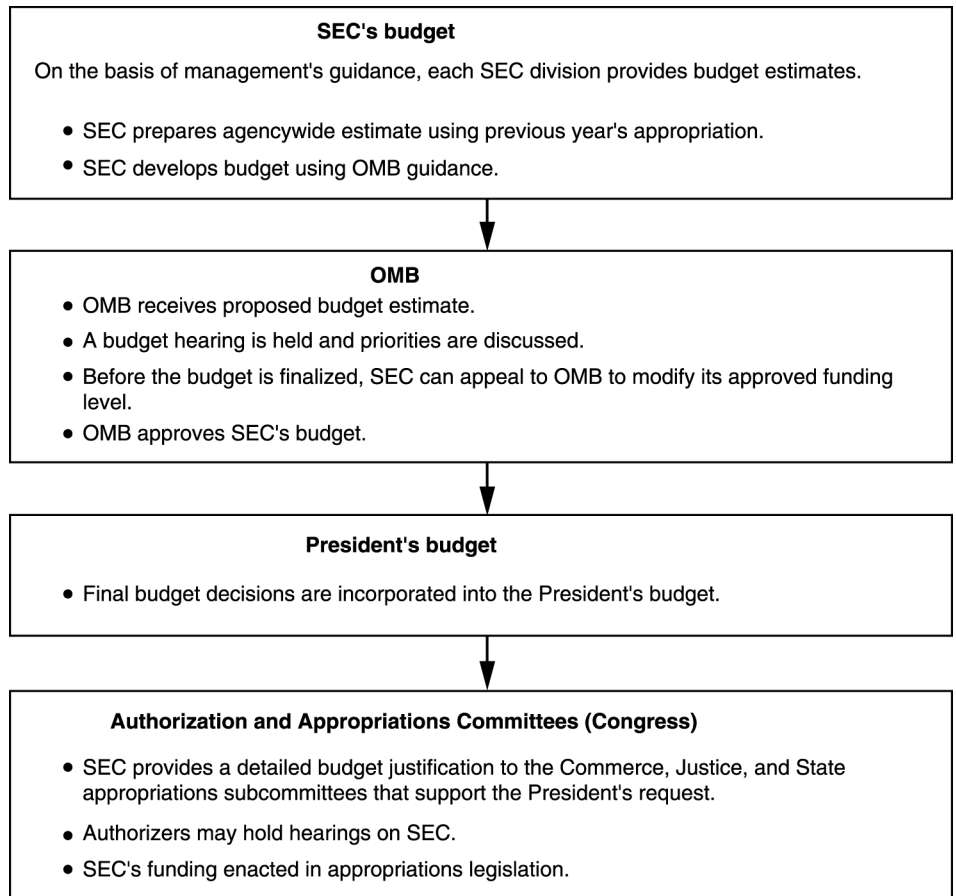 SEC's budget
On the basis of management's guidance, each SEC division provides budget estimates.
• SEC prepares agencywide estimate using previous year's appropriation.
• SEC develops budget using OMB guidance.
OMB
• OMB receives proposed budget estimate.
• A budget hearing is held and priorities are discussed.
• Before the budget is finalized, SEC can appeal to OMB to modify its approved funding
level.
• OMB approves SEC's budget.
President's budget
• Final budget decisions are incorporated into the President's budget.
Authorization and Appropriations Committees (Congress)
• SEC provides a detailed budget justification to the Commerce, Justice, and State
appropriations subcommittees that support the President's request.
• Authorizers may hold hearings on SEC.
• SEC's funding enacted in appropriations legislation.